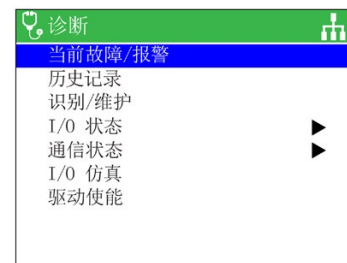 诊断
当前故障/报警
历史记录
识别/维护
I/O 状态
通信状态
I/O 仿真
驱动使能